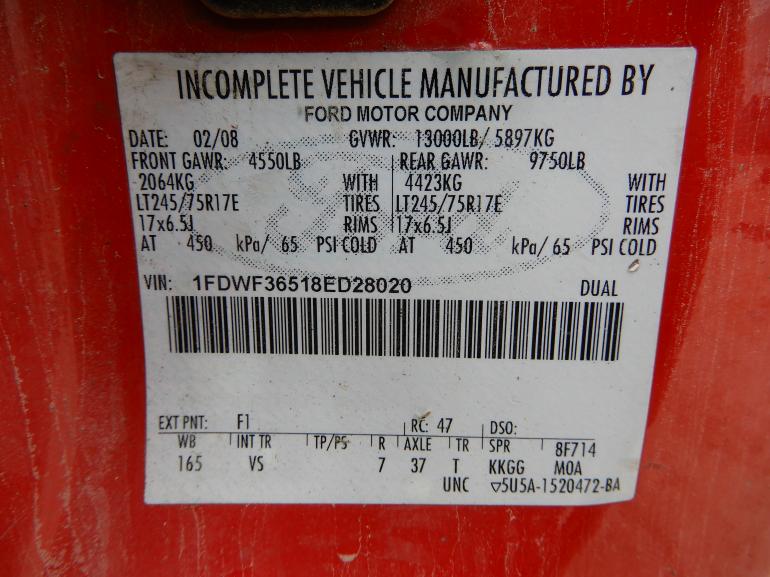 INCOMPLETE VEHICLE MANUFACTURED BY
FORD MOTOR COMPANY
DATE: 02/08 GVWR: 13000LB/ 5897KG
FRONT GAWR: 4550LB REAR GAWR: 9750LB
2064KG WITH 4423KG WITH
LT245/75R17E TIRES LT245/75R17E TIRES
17x6.5J RIMS 17x6.5J RIMS
AT 450 kPa/ 65 PSI COLD AT 450 kPa/ 65 PSI COLD
VIN: 1FDWF36518ED28020 DUAL
EXT PNT: F1 RC: 47 DSO:
WB INT TR TP/PS R AXLE TR SPR 8F714
165 VS 7 37 T KKGG MOA
UNC ▽5U5A-1520472-BA